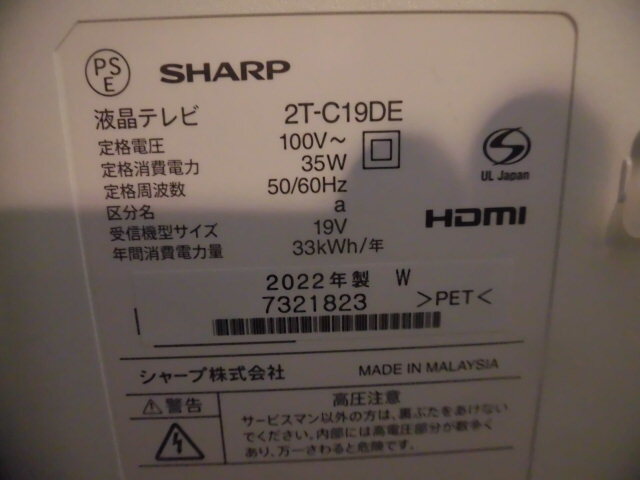 PSE SHARP
液晶テレビ 2T-C19DE
定格電圧 100V～
定格消費電力 35W
定格周波数 50/60Hz
区分名 a
受信機型サイズ 19V
年間消費電力量 33kWh/年
UL Japan
HDMI
2022年製 W
7321823 >PET<
シャープ株式会社 MADE IN MALAYSIA
⚠警告 高圧注意
サービスマン以外の方は、裏ぶたをあけない
でください。内部には高電圧部分が数多く
あり、万一さわると危険です。